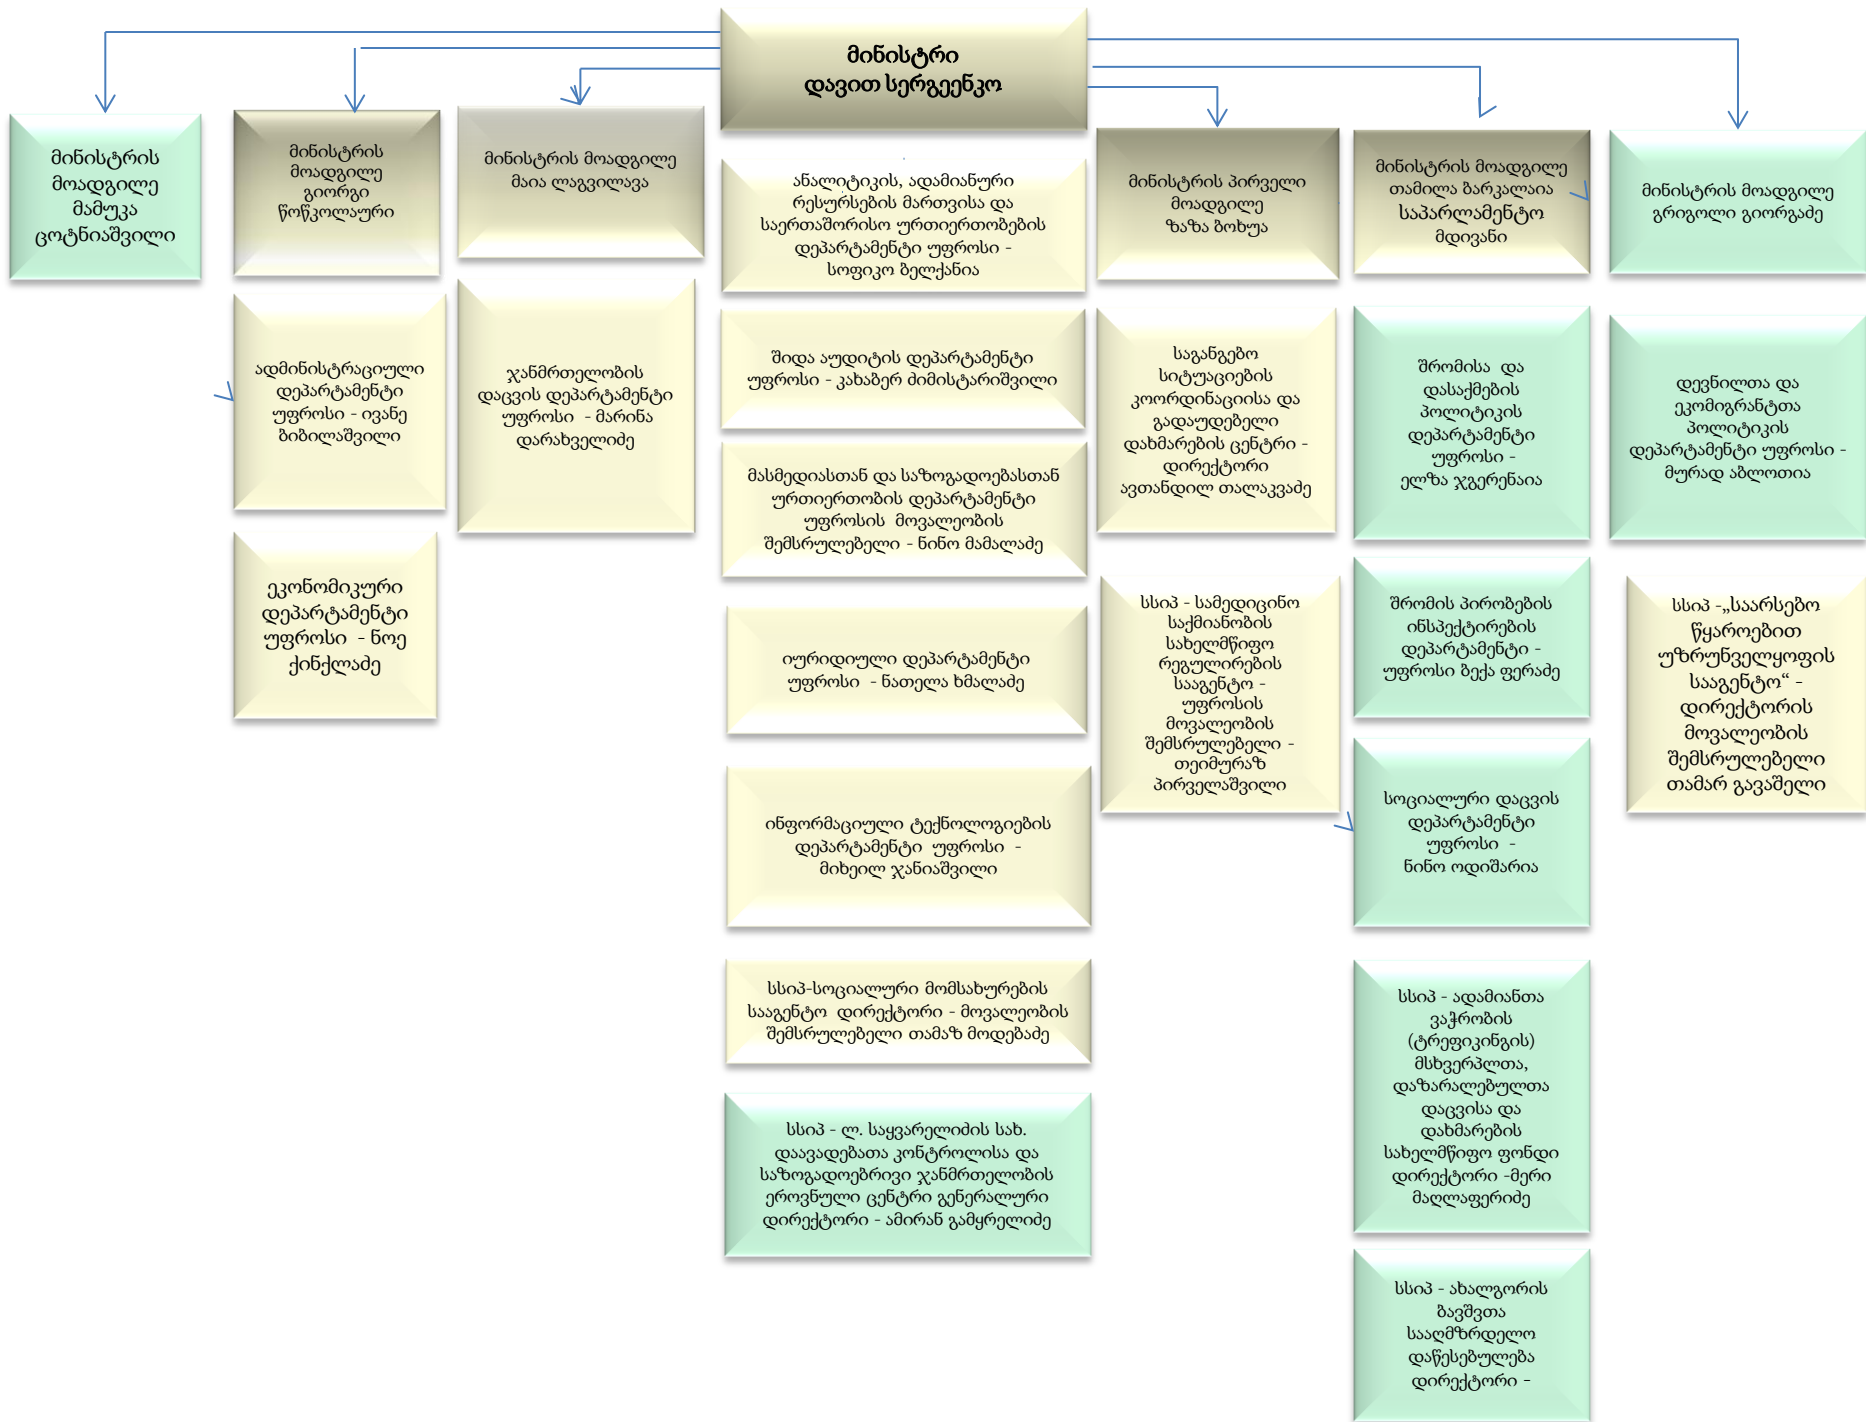 მინისტრი
დავით სერგეენკო
მინისტრის
მოადგილე
მამუკა
ცოტნიაშვილი
მინისტრის
მოადგილე
გიორგი
წოწკოლაური
ადმინისტრაციული
დეპარტამენტი
უფროსი - ივანე
ბიბილაშვილი
ეკონომიკური
დეპარტამენტი
უფროსი - ნოე
ქინქლაძე
მინისტრის მოადგილე
მაია ლაგვილავა
ჯანმრთელობის
დაცვის დეპარტამენტი
უფროსი - მარინა
დარახველიძე
ანალიტიკის, ადამიანური
რესურსების მართვისა და
საერთაშორისო ურთიერთობების
დეპარტამენტი უფროსი -
სოფიკო ბელქანია
შიდა აუდიტის დეპარტამენტი
უფროსი - კახაბერ ძიმისტარიშვილი
მასმედიასთან და საზოგადოებასთან
ურთიერთობის დეპარტამენტი
უფროსის მოვალეობის
შემსრულებელი - ნინო მამალაძე
იურიდიული დეპარტამენტი
უფროსი - ნათელა ხმალაძე
ინფორმაციული ტექნოლოგიების
დეპარტამენტი უფროსი -
მიხეილ ჯანიაშვილი
სსიპ-სოციალური მომსახურების
სააგენტო დირექტორი - მოვალეობის
შემსრულებელი თამაზ მოდებაძე
სსიპ - ლ. საყვარელიძის სახ.
დაავადებათა კონტროლისა და
საზოგადოებრივი ჯანმრთელობის
ეროვნული ცენტრი გენერალური
დირექტორი - ამირან გამყრელიძე
მინისტრის პირველი
მოადგილე
ზაზა ბოხუა
საგანგებო
სიტუაციების
კოორდინაციისა და
გადაუდებელი
დახმარების ცენტრი -
დირექტორი
ავთანდილ თალაკვაძე
სსიპ - სამედიცინო
საქმიანობის
სახელმწიფო
რეგულირების
სააგენტო -
უფროსის
მოვალეობის
შემსრულებელი -
თეიმურაზ
პირველაშვილი
მინისტრის მოადგილე
თამილა ბარკალაია
საპარლამენტო
მდივანი
შრომისა და
დასაქმების
პოლიტიკის
დეპარტამენტი
უფროსი -
ელზა ჯგერენაია
შრომის პირობების
ინსპექტირების
დეპარტამენტი -
უფროსი ბექა ფერაძე
სოციალური დაცვის
დეპარტამენტი
უფროსი -
ნინო ოდიშარია
სსიპ - ადამიანთა
ვაჭრობის
(ტრეფიკინგის)
მსხვერპლთა,
დაზარალებულთა
დაცვისა და
დახმარების
სახელმწიფო ფონდი
დირექტორი -მერი
მაღლაფერიძე
სსიპ - ახალგორის
ბავშვთა
სააღმზრდელო
დაწესებულება
დირექტორი -
მინისტრის მოადგილე
გრიგოლი გიორგაძე
დევნილთა და
ეკომიგრანტთა
პოლიტიკის
დეპარტამენტი უფროსი -
მურად აბლოთია
სსიპ -„საარსებო
წყაროებით
უზრუნველყოფის
სააგენტო“ -
დირექტორის
მოვალეობის
შემსრულებელი
თამარ გავაშელი